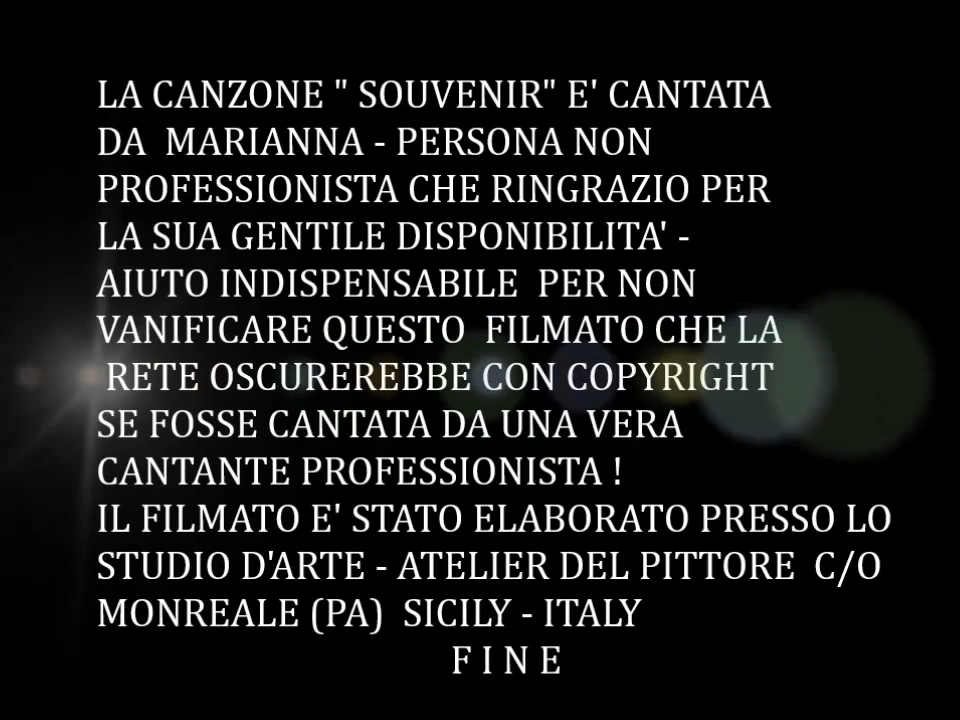 LA CANZONE " SOUVENIR" E' CANTATA
DA MARIANNA - PERSONA NON
PROFESSIONISTA CHE RINGRAZIO PER
LA SUA GENTILE DISPONIBILITA' -
AIUTO INDISPENSABILE PER NON
VANIFICARE QUESTO FILMATO CHE LA
RETE OSCUREREBBE CON COPYRIGHT
SE FOSSE CANTATA DA UNA VERA
CANTANTE PROFESSIONISTA !
IL FILMATO E' STATO ELABORATO PRESSO LO
STUDIO D'ARTE - ATELIER DEL PITTORE C/O
MONREALE (PA) SICILY - ITALY
F I N E